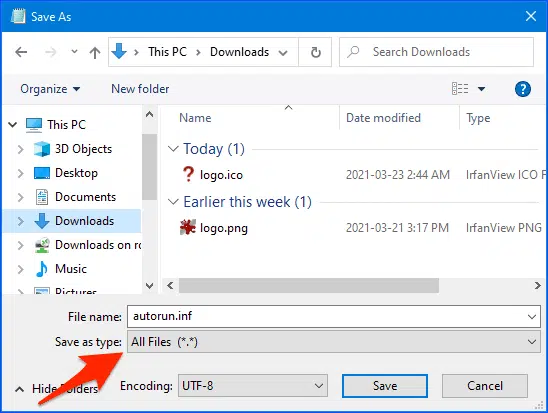 Save As
This PC > Downloads
Search Downloads
Organize
New folder
?
Name
Date modified
Type
This PC
3D Objects
Desktop
Documents
Downloads
Downloads on ro
Music
Pictures
Today (1)
logo.ico
2021-03-23 2:44 AM
IrfanView ICO F
Earlier this week (1)
logo.png
2021-03-21 3:17 PM
IrfanView PNG
File name:
autorun.inf
Save as type:
All Files (*.*)
Hide Folders
Encoding:
UTF-8
Save
Cancel